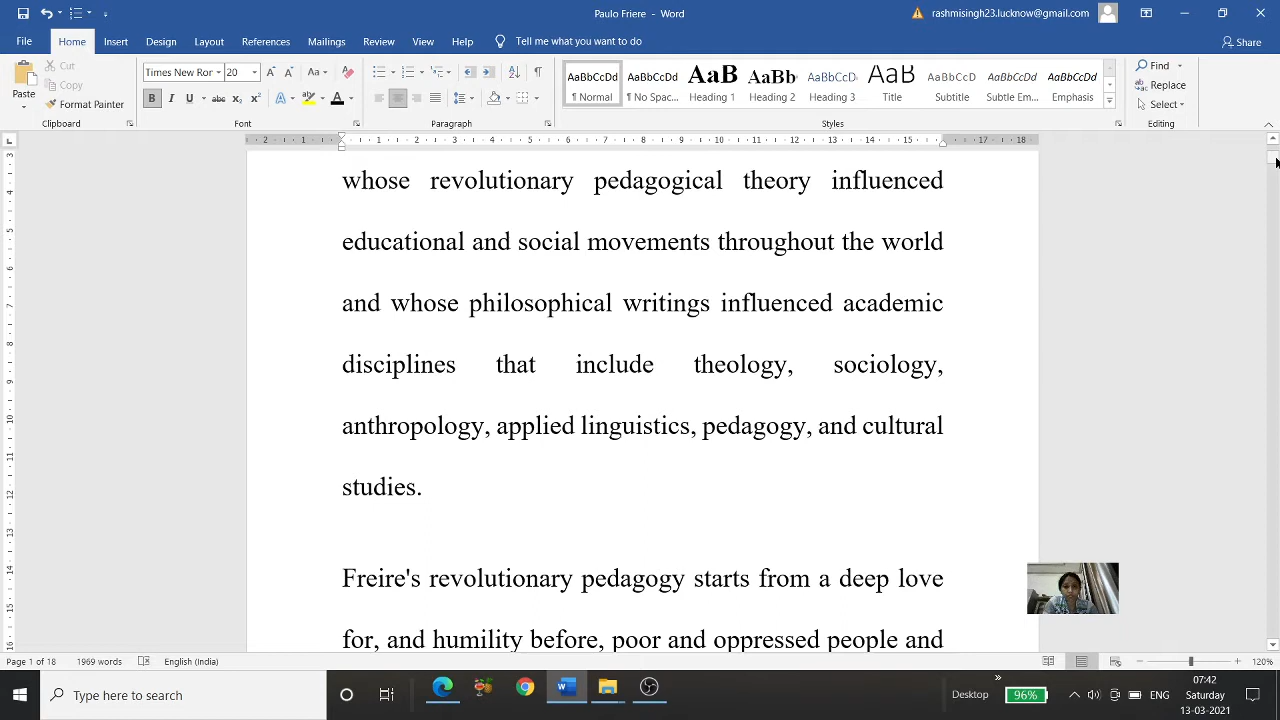 Paulo Friere - Word
rashmisingh23.lucknow@gmail.com
File Home Insert Design Layout References Mailings Review View Help Tell me what you want to do Share
Paste
Cut
Copy
Format Painter
Clipboard
Times New Ror 20
Font
Paragraph
AaBbCcDd
¶ Normal
AaBbCcDd
¶ No Spac...
AaB
Heading 1
AaBb
Heading 2
AaBbCcD
Heading 3
AaB
Title
AaBbCcD
Subtitle
AaBbCcDd
Subtle Em...
AaBbCcDd
Emphasis
Styles
Find
Replace
Select
Editing
whose revolutionary pedagogical theory influenced
educational and social movements throughout the world
and whose philosophical writings influenced academic
disciplines that include theology, sociology,
anthropology, applied linguistics, pedagogy, and cultural
studies.
Freire's revolutionary pedagogy starts from a deep love
for, and humility before, poor and oppressed people and
Page 1 of 18 1969 words English (India) 120%
Type here to search
Desktop
96%
ENG
07:42
Saturday
13-03-2021